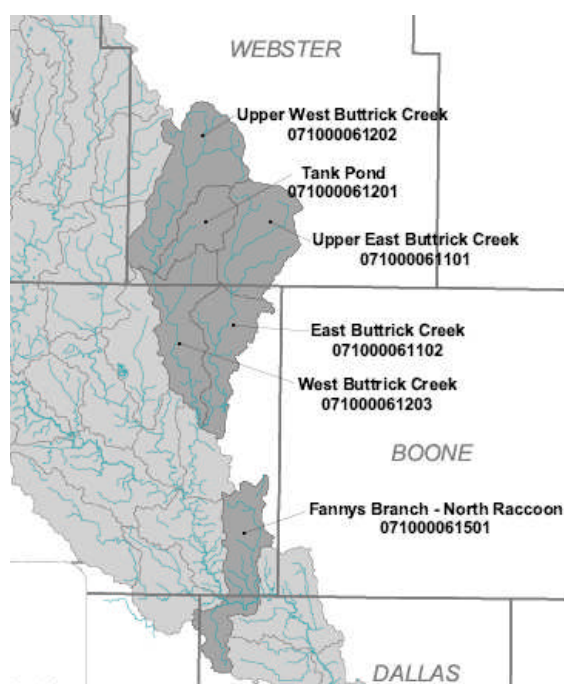 WEBSTER
Upper West Buttrick Creek
071000061202
Tank Pond
071000061201
Upper East Buttrick Creek
071000061101
East Buttrick Creek
071000061102
West Buttrick Creek
071000061203
BOONE
Fannys Branch - North Raccoon
071000061501
DALLAS